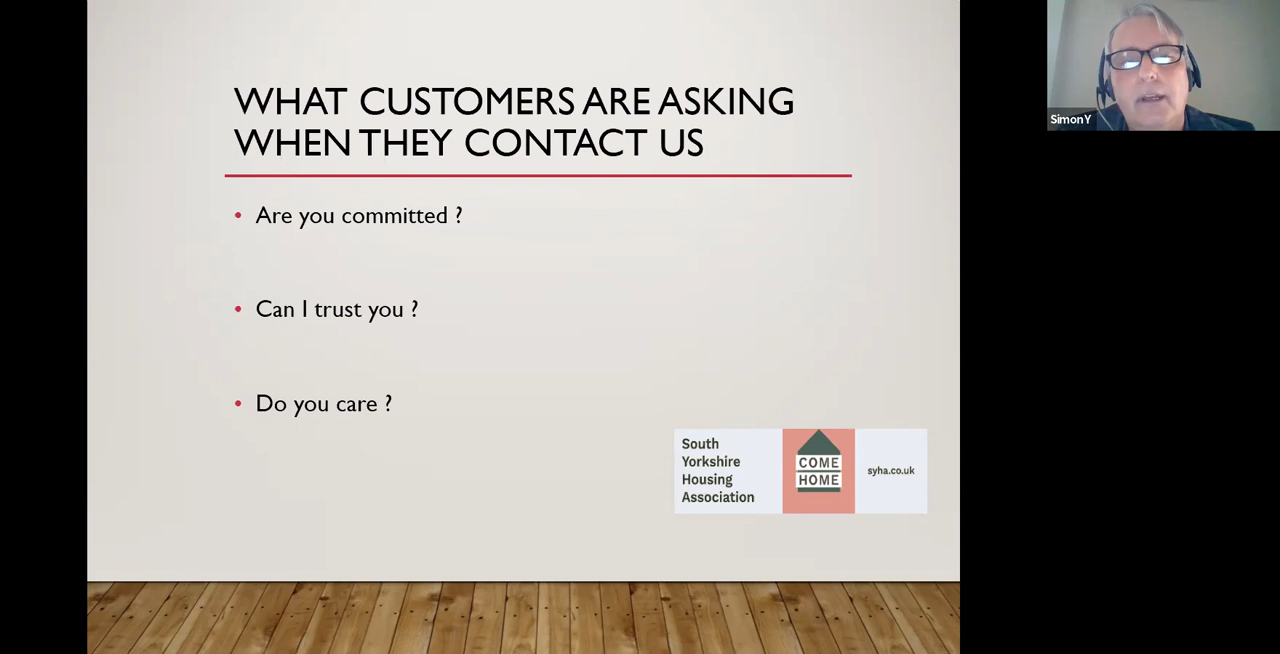 WHAT CUSTOMERS ARE ASKING
WHEN THEY CONTACT US
• Are you committed ?
• Can I trust you ?
• Do you care ?
South
Yorkshire
Housing
Association
COME
HOME
syha.co.uk
Simon Y